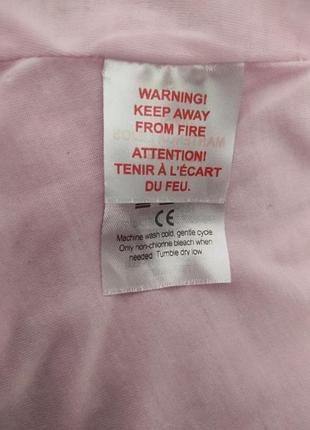 WARNING!
KEEP AWAY
FROM FIRE
ATTENTION!
TENIR À L'ÉCART
DU FEU.
CE
Machine wash cold, gentle cycle.
Only non-chlorine bleach when
needed. Tumble dry low